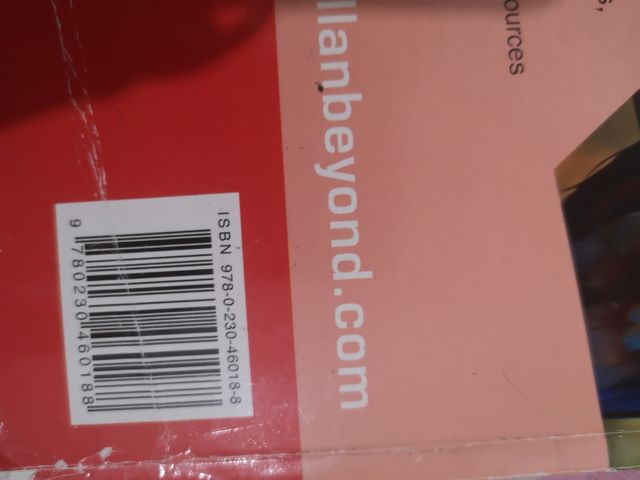 ources
llanbeyond.com
ISBN 978-0-230-46018-8
9 780230 460188